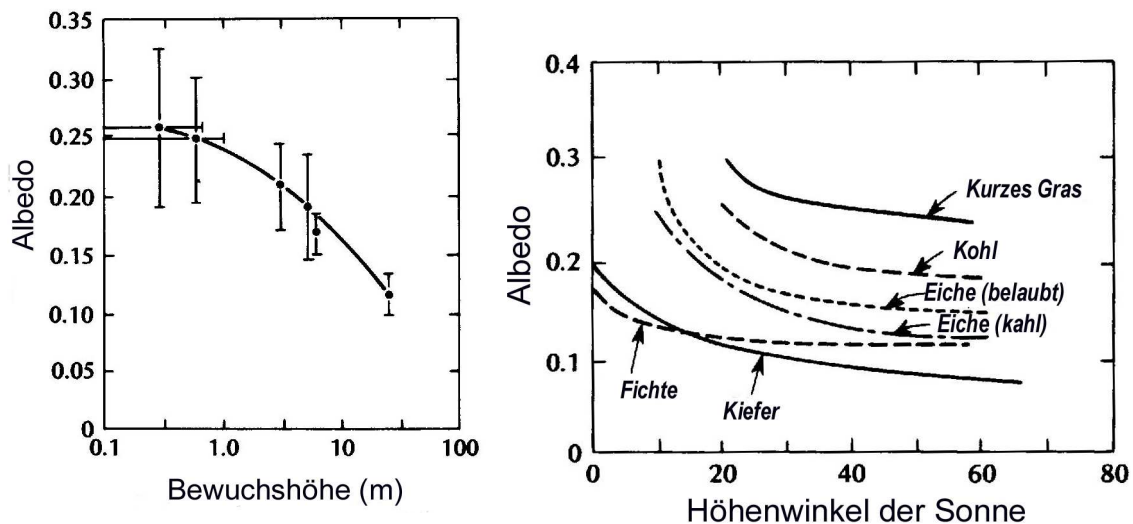 0.35
0.30
0.25
0.20
0.15
0.10
0.05
0
Albedo
0.1
1.0
10
100
Bewuchshöhe (m)
0.4
0.3
0.2
0.1
0
Albedo
Kurzes Gras
Kohl
Eiche (belaubt)
Eiche (kahl)
Fichte
Kiefer
0
20
40
60
80
Höhenwinkel der Sonne